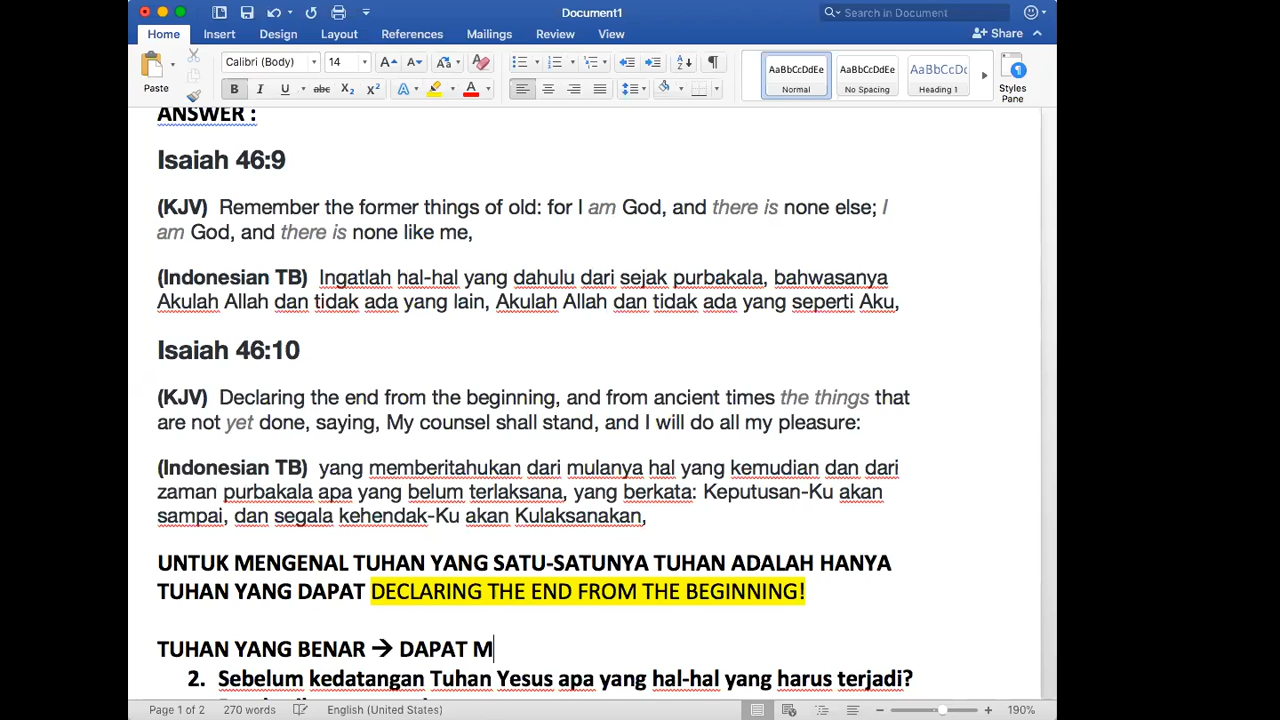 Document1
Search in Document
Home Insert Design Layout References Mailings Review View
Share
Paste
Calibri (Body) 14
AaBbCcDdEe AaBbCcDdEe AaBbCcDc
Normal No Spacing Heading 1
Styles
Pane
ANSWER :
Isaiah 46:9
(KJV) Remember the former things of old: for I am God, and there is none else; I
am God, and there is none like me,
(Indonesian TB) Ingatlah hal-hal yang dahulu dari sejak purbakala, bahwasanya
Akulah Allah dan tidak ada yang lain, Akulah Allah dan tidak ada yang seperti Aku,
Isaiah 46:10
(KJV) Declaring the end from the beginning, and from ancient times the things that
are not yet done, saying, My counsel shall stand, and I will do all my pleasure:
(Indonesian TB) yang memberitahukan dari mulanya hal yang kemudian dan dari
zaman purbakala apa yang belum terlaksana, yang berkata: Keputusan-Ku akan
sampai, dan segala kehendak-Ku akan Kulaksanakan,
UNTUK MENGENAL TUHAN YANG SATU-SATUNYA TUHAN ADALAH HANYA
TUHAN YANG DAPAT DECLARING THE END FROM THE BEGINNING!
TUHAN YANG BENAR → DAPAT M
2. Sebelum kedatangan Tuhan Yesus apa yang hal-hal yang harus terjadi?
Page 1 of 2 270 words English (United States) 190%